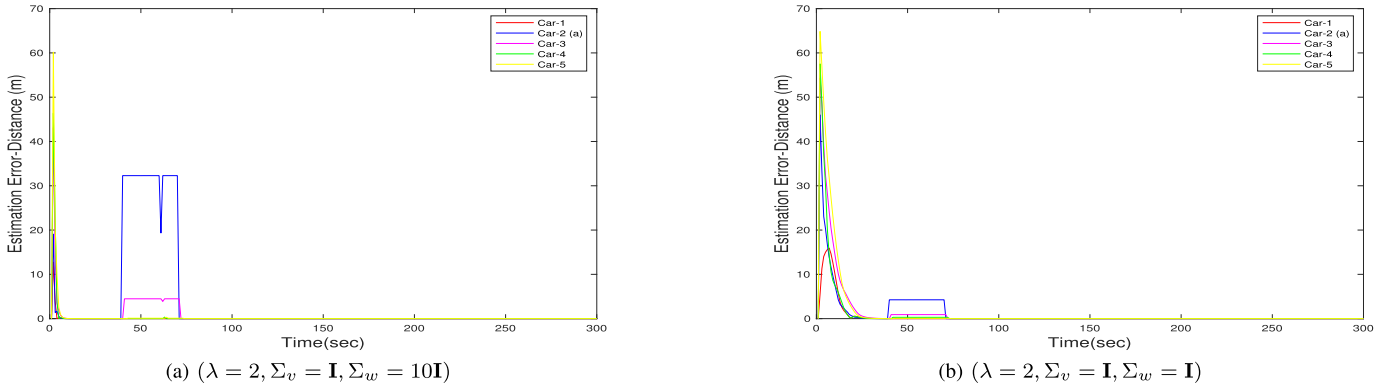 70
60
50
40
30
20
10
0
Estimation Error-Distance (m)
Car-1
Car-2 (a)
Car-3
Car-4
Car-5
0 50 100 150 200 250 300
Time(sec)
(a) (λ = 2, Σ_v = I, Σ_w = 10I)
70
60
50
40
30
20
10
0
Estimation Error-Distance (m)
Car-1
Car-2 (a)
Car-3
Car-4
Car-5
0 50 100 150 200 250 300
Time(sec)
(b) (λ = 2, Σ_v = I, Σ_w = I)